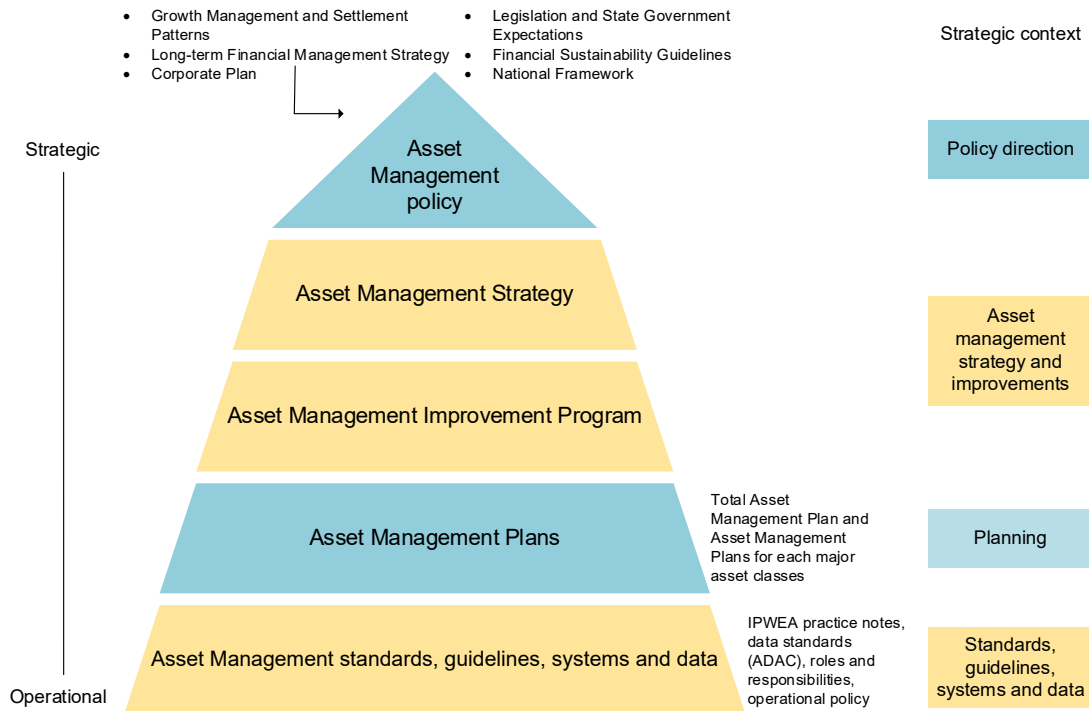 • Growth Management and Settlement
Patterns
• Long-term Financial Management Strategy
• Corporate Plan
• Legislation and State Government
Expectations
• Financial Sustainability Guidelines
• National Framework
Strategic context
Strategic
Asset
Management
policy
Policy direction
Asset Management Strategy
Asset
management
strategy and
improvements
Asset Management Improvement Program
Asset Management Plans
Total Asset
Management Plan and
Asset Management
Plans for each major
asset classes
Planning
Asset Management standards, guidelines, systems and data
IPWEA practice notes,
data standards
(ADAC), roles and
responsibilities,
operational policy
Standards,
guidelines,
systems and data
Operational